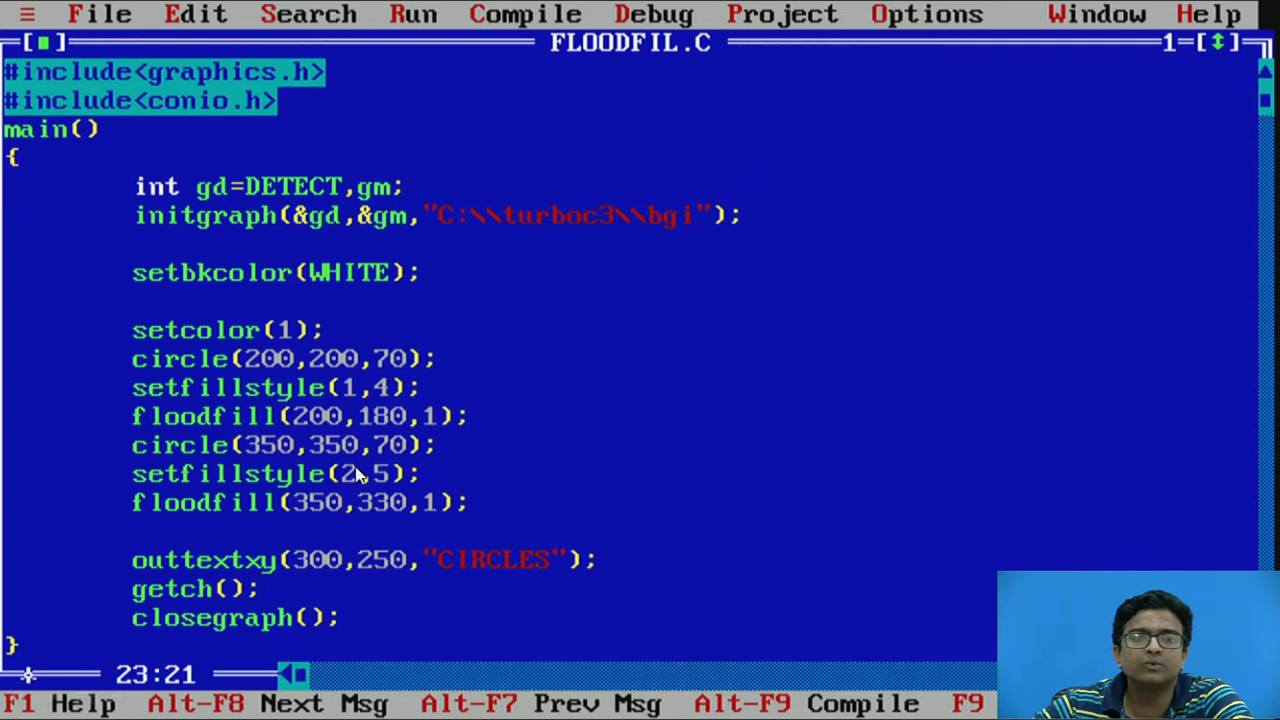 ≡ File Edit Search Run Compile Debug Project Options Window Help
[■] FLOODFIL.C 1=[↕]
#include<graphics.h>
#include<conio.h>
main()
{
int gd=DETECT,gm;
initgraph(&gd,&gm,"C:\\turboc3\\bgi");
setbkcolor(WHITE);
setcolor(1);
circle(200,200,70);
setfillstyle(1,4);
floodfill(200,180,1);
circle(350,350,70);
setfillstyle(2,5);
floodfill(350,330,1);
outtextxy(300,250,"CIRCLES");
getch();
closegraph();
}
23:21
F1 Help Alt-F8 Next Msg Alt-F7 Prev Msg Alt-F9 Compile F9